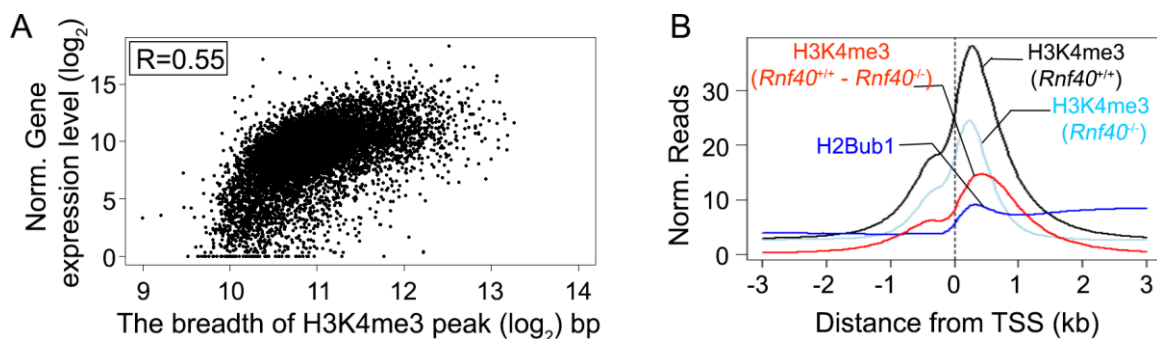 A
R=0.55
Norm. Gene
expression level (log₂)
15
10
5
0
9
10
11
12
13
14
The breadth of H3K4me3 peak (log₂) bp
B
H3K4me3
(Rnf40⁺/⁺ - Rnf40⁻/⁻)
H3K4me3
(Rnf40⁺/⁺)
H3K4me3
(Rnf40⁻/⁻)
H2Bub1
Norm. Reads
30
20
10
0
-3
-2
-1
0
1
2
3
Distance from TSS (kb)